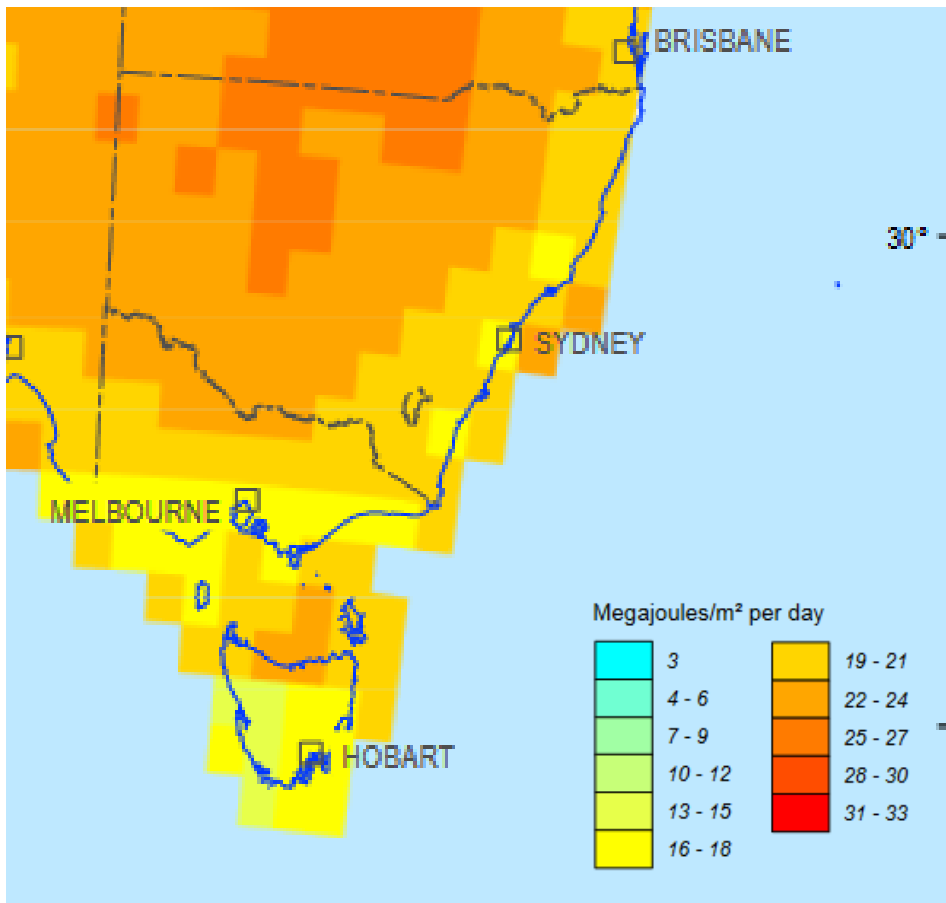 BRISBANE
30°
SYDNEY
MELBOURNE
Megajoules/m² per day
3
4 - 6
7 - 9
10 - 12
13 - 15
16 - 18
19 - 21
22 - 24
25 - 27
28 - 30
31 - 33
HOBART